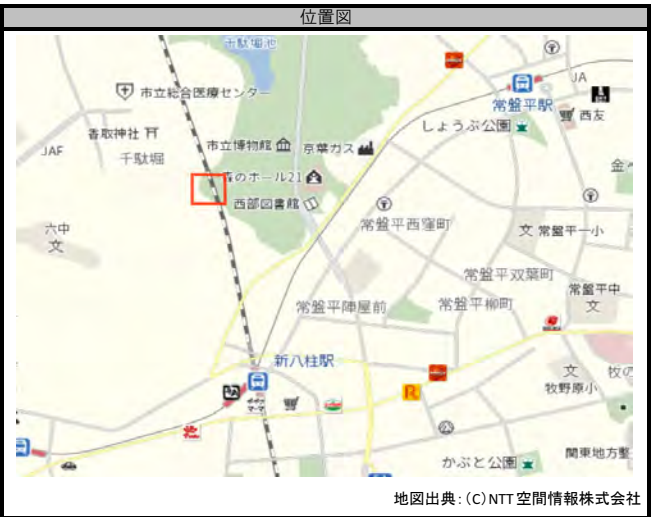 位置図
千駄堀池
JA
市立総合医療センター
常盤平駅
西友
しょうぶ公園
香取神社
JAF
千駄堀
市立博物館
京葉ガス
森のホール21
西部図書館
常盤平西窪町
六中
文
文 常盤平一小
常盤平双葉町
常盤平中
文
常盤平陣屋前
常盤平柳町
新八柱駅
文
牧の
牧野原小
R
かぶと公園
関東地方整
地図出典:(C)NTT空間情報株式会社